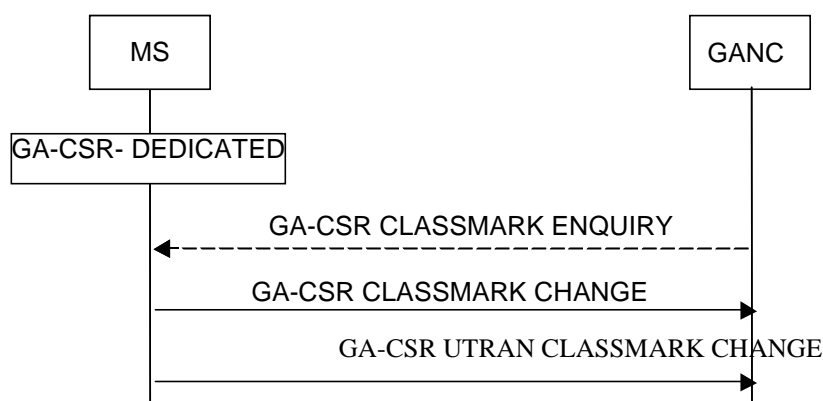 MS
GANC
GA-CSR- DEDICATED
GA-CSR CLASSMARK ENQUIRY
GA-CSR CLASSMARK CHANGE
GA-CSR UTRAN CLASSMARK CHANGE